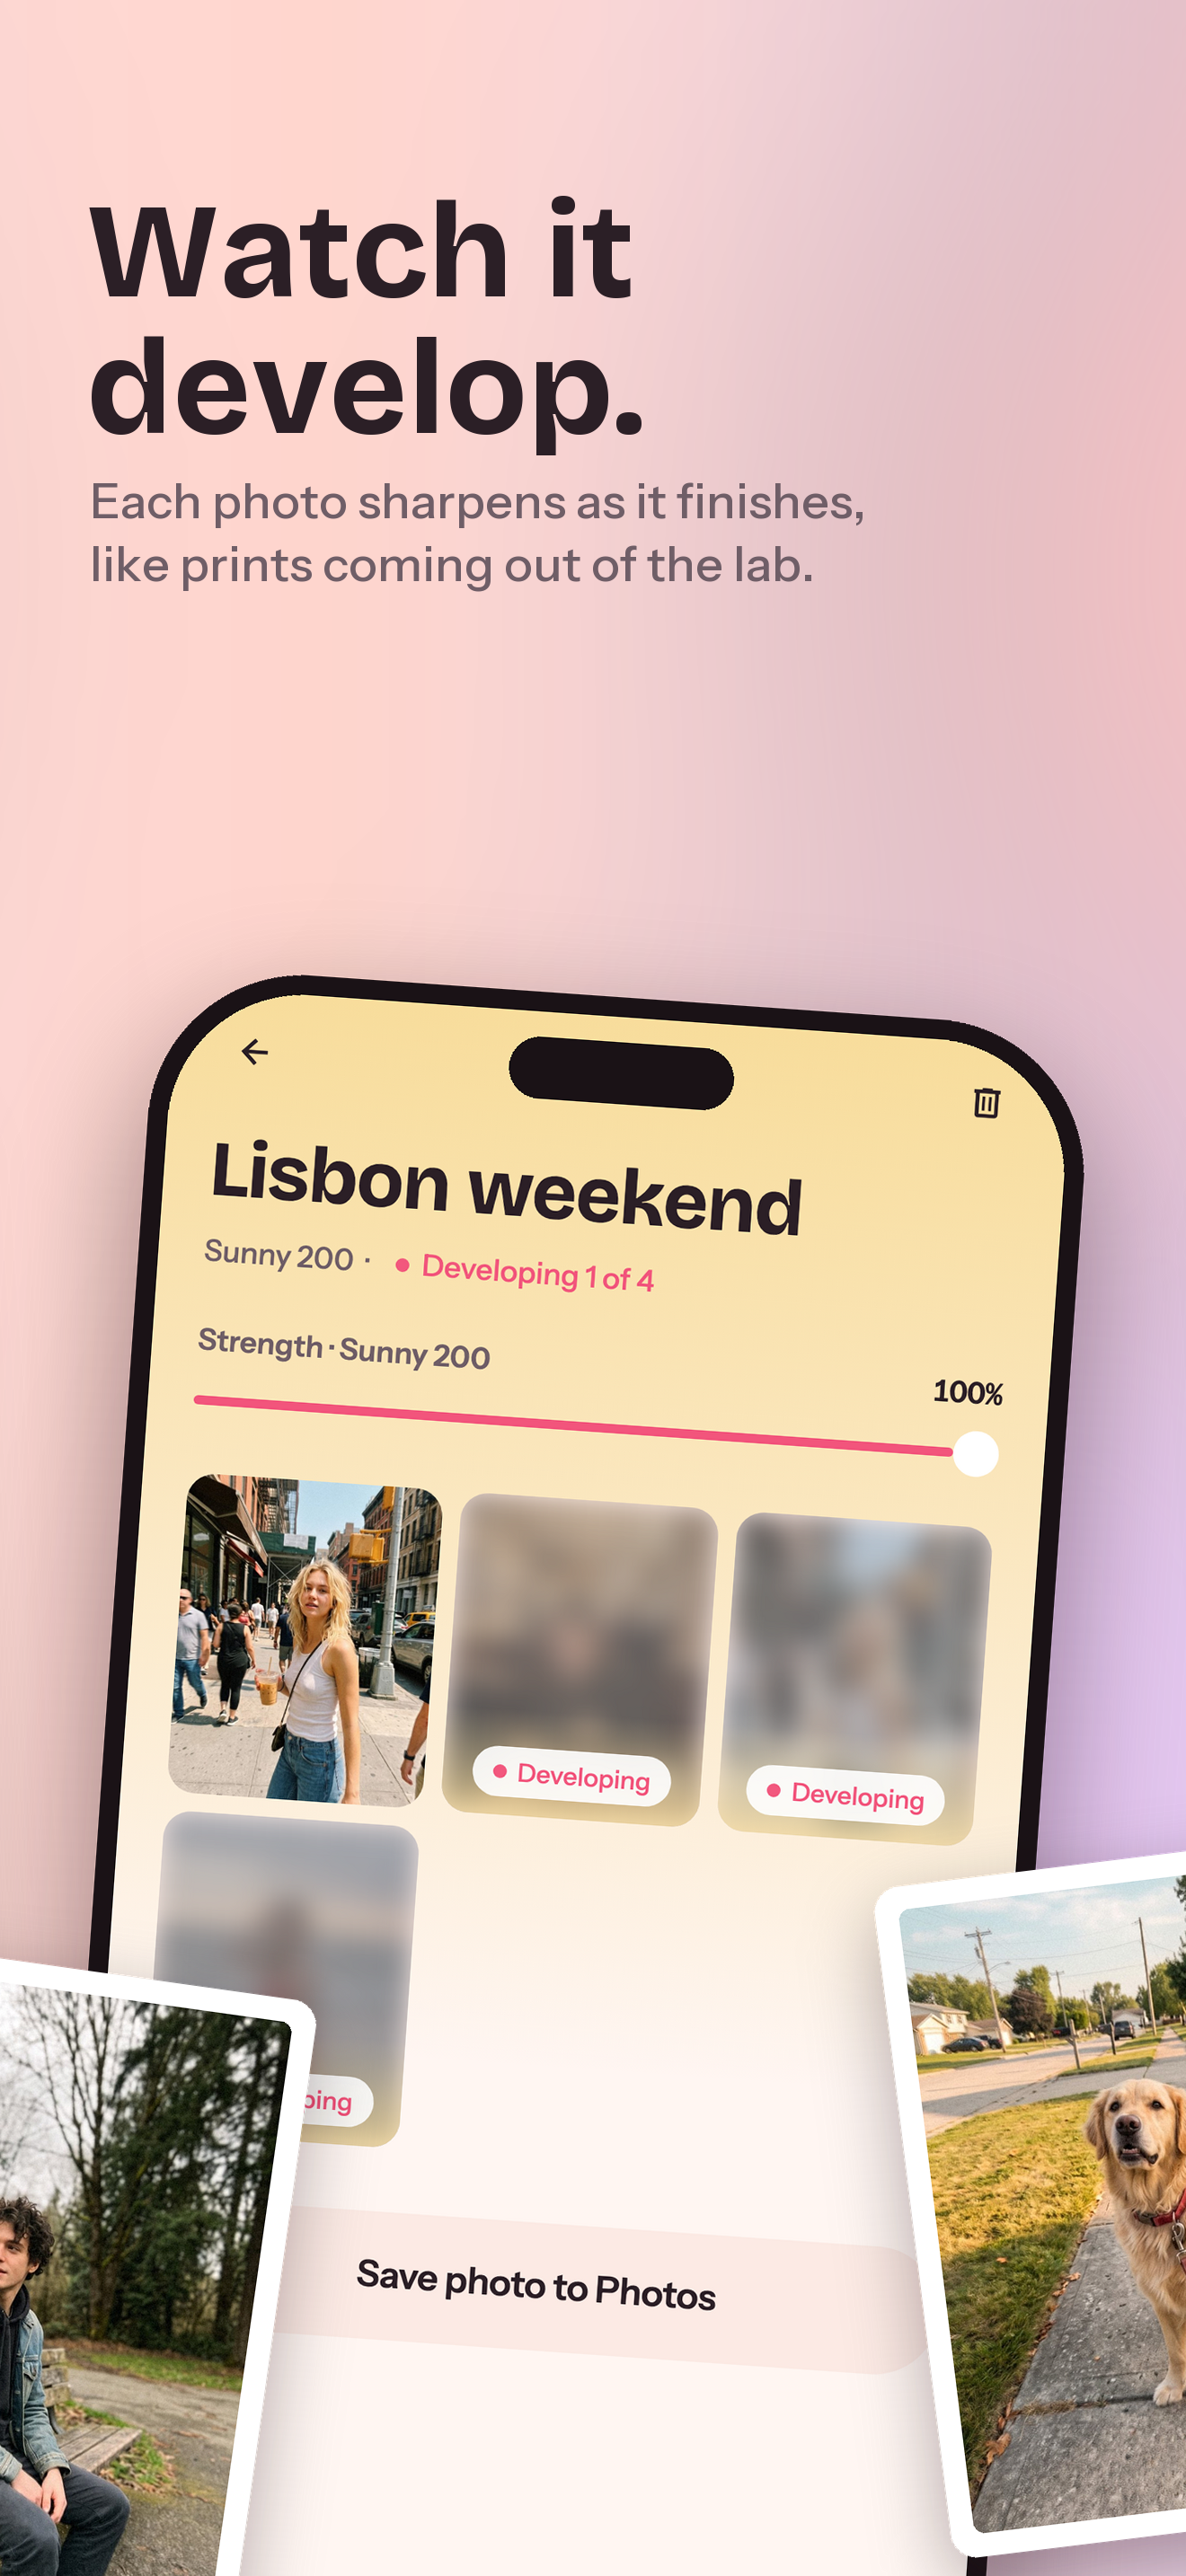 Watch it
develop.
Each photo sharpens as it finishes,
like prints coming out of the lab.
Lisbon weekend
Sunny 200 · Developing 1 of 4
Strength · Sunny 200
100%
Developing
Developing
ping
Save photo to Photos